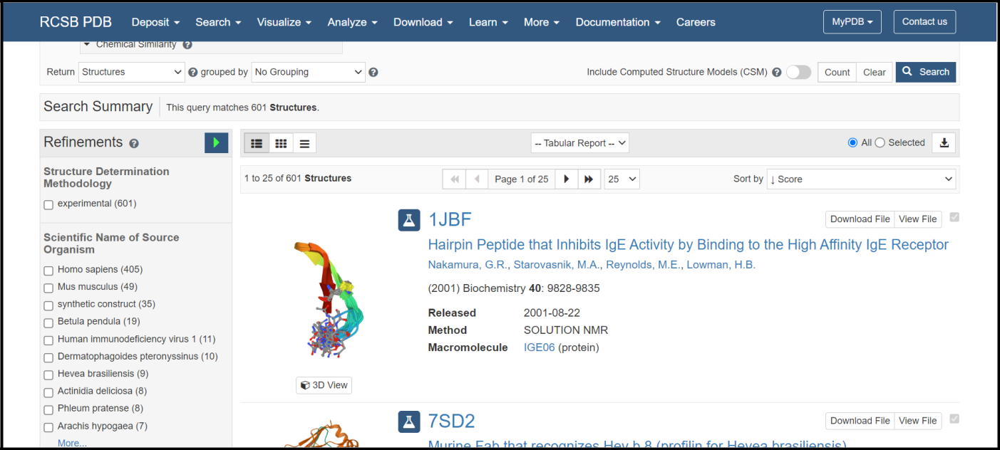 RCSB PDB Deposit Search Visualize Analyze Download Learn More Documentation Careers MyPDB Contact us
Chemical Similarity
Return Structures grouped by No Grouping Include Computed Structure Models (CSM) Count Clear Search
Search Summary This query matches 601 Structures.
Refinements
Structure Determination
Methodology
experimental (601)
Scientific Name of Source
Organism
Homo sapiens (405)
Mus musculus (49)
synthetic construct (35)
Betula pendula (19)
Human immunodeficiency virus 1 (11)
Dermatophagoides pteronyssinus (10)
Hevea brasiliensis (9)
Actinidia deliciosa (8)
Phleum pratense (8)
Arachis hypogaea (7)
More...
-- Tabular Report -- All Selected
1 to 25 of 601 Structures Page 1 of 25 25 Sort by ↓ Score
1JBF Download File View File
Hairpin Peptide that Inhibits IgE Activity by Binding to the High Affinity IgE Receptor
Nakamura, G.R., Starovasnik, M.A., Reynolds, M.E., Lowman, H.B.
(2001) Biochemistry 40: 9828-9835
Released 2001-08-22
Method SOLUTION NMR
Macromolecule IGE06 (protein)
3D View
7SD2 Download File View File
Murine Fab that recognizes Hev b 8 (profilin for Hevea brasiliensis)